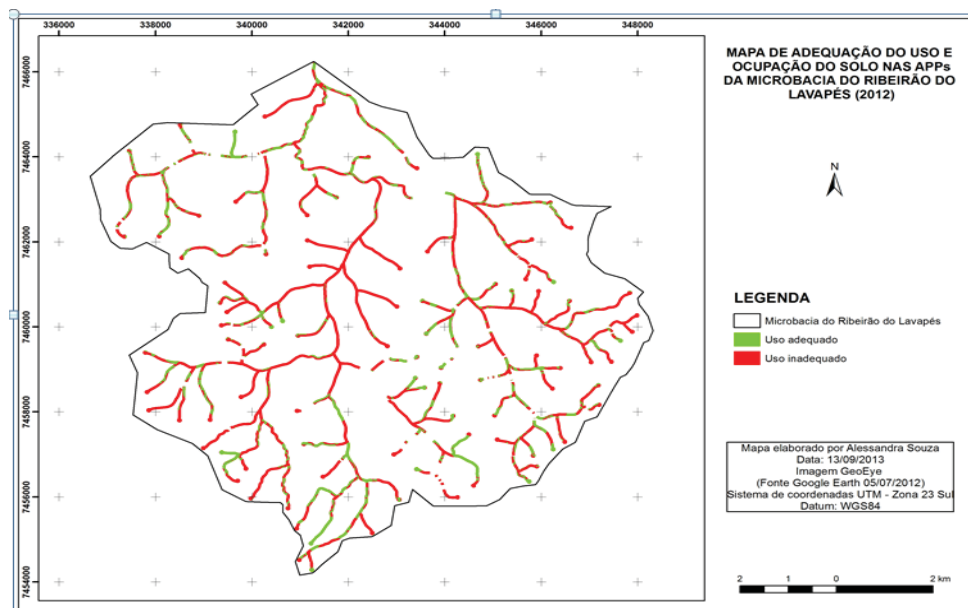 336000 338000 340000 342000 344000 346000 348000
7466000
7464000
7462000
7460000
7458000
7456000
7454000
MAPA DE ADEQUAÇÃO DO USO E
OCUPAÇÃO DO SOLO NAS APPs
DA MICROBACIA DO RIBEIRÃO DO
LAVAPÉS (2012)
N
LEGENDA
Microbacia do Ribeirão do Lavapés
Uso adequado
Uso inadequado
Mapa elaborado por Alessandra Souza
Data: 13/09/2013
Imagem GeoEye
(Fonte Google Earth 05/07/2012)
Sistema de coordenadas UTM - Zona 23 Sul
Datum: WGS84
2 1 0 2 km